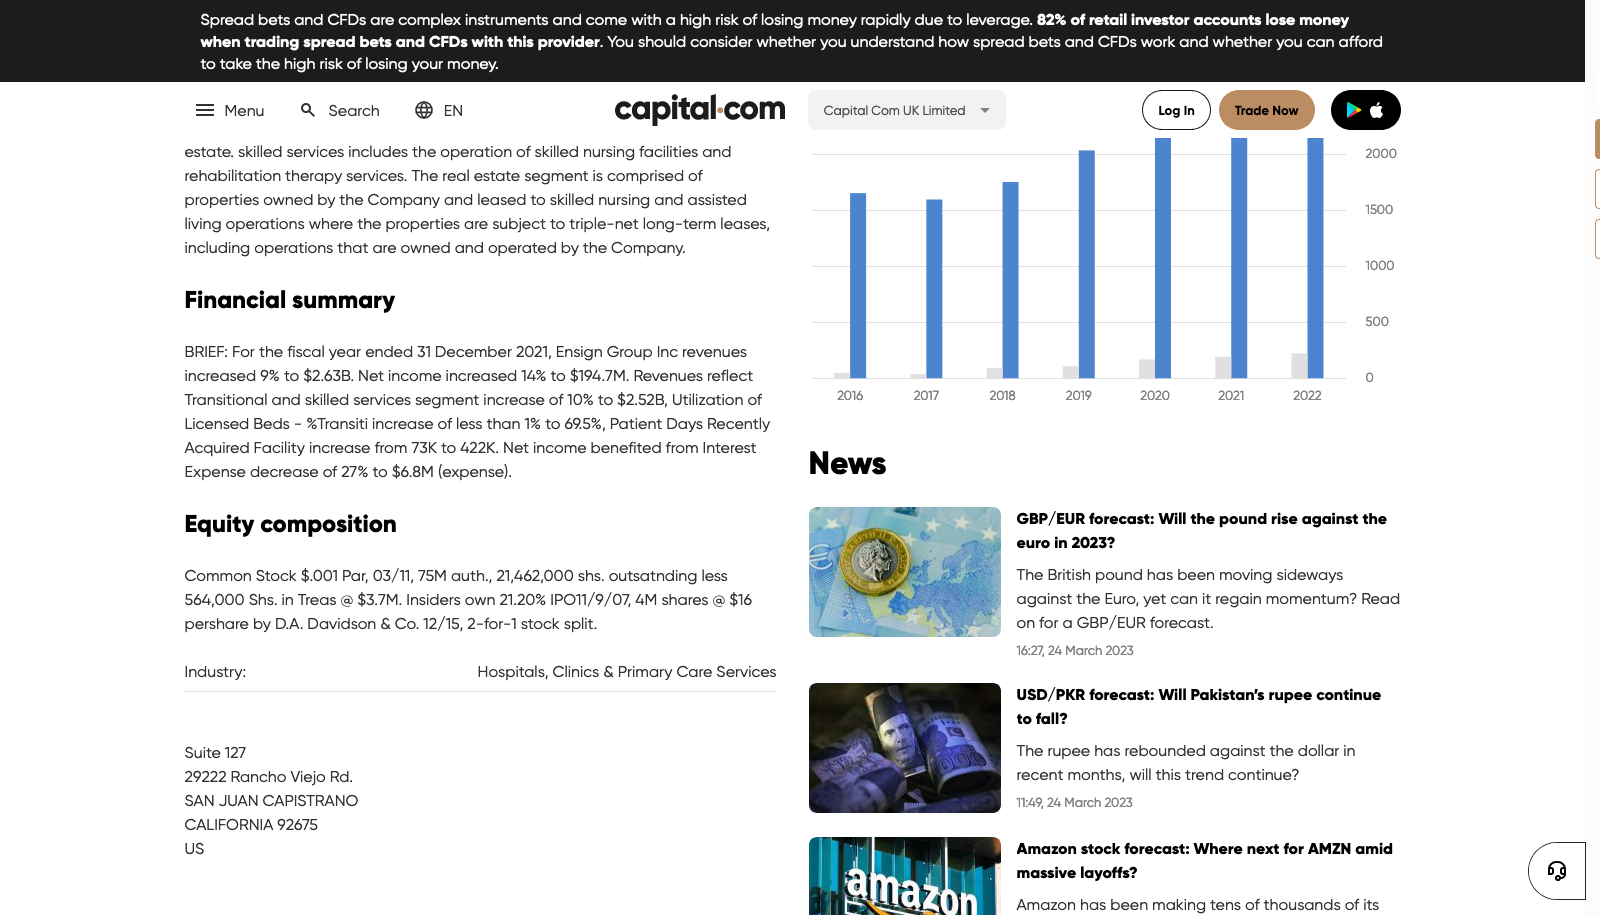 Spread bets and CFDs are complex instruments and come with a high risk of losing money rapidly due to leverage. 82% of retail investor accounts lose money
when trading spread bets and CFDs with this provider. You should consider whether you understand how spread bets and CFDs work and whether you can afford
to take the high risk of losing your money.
Menu
Search
EN
capital.com
Capital Com UK Limited
Log In
Trade Now
estate. skilled services includes the operation of skilled nursing facilities and
rehabilitation therapy services. The real estate segment is comprised of
properties owned by the Company and leased to skilled nursing and assisted
living operations where the properties are subject to triple-net long-term leases,
including operations that are owned and operated by the Company.
Financial summary
BRIEF: For the fiscal year ended 31 December 2021, Ensign Group Inc revenues
increased 9% to $2.63B. Net income increased 14% to $194.7M. Revenues reflect
Transitional and skilled services segment increase of 10% to $2.52B, Utilization of
Licensed Beds - %Transiti increase of less than 1% to 69.5%, Patient Days Recently
Acquired Facility increase from 73K to 422K. Net income benefited from Interest
Expense decrease of 27% to $6.8M (expense).
Equity composition
Common Stock $.001 Par, 03/11, 75M auth., 21,462,000 shs. outsatnding less
564,000 Shs. in Treas @ $3.7M. Insiders own 21.20% IPO11/9/07, 4M shares @ $16
pershare by D.A. Davidson & Co. 12/15, 2-for-1 stock split.
Industry:
Hospitals, Clinics & Primary Care Services
Suite 127
29222 Rancho Viejo Rd.
SAN JUAN CAPISTRANO
CALIFORNIA 92675
US
2000
1500
1000
500
0
2016
2017
2018
2019
2020
2021
2022
News
GBP/EUR forecast: Will the pound rise against the
euro in 2023?
The British pound has been moving sideways
against the Euro, yet can it regain momentum? Read
on for a GBP/EUR forecast.
16:27, 24 March 2023
USD/PKR forecast: Will Pakistan's rupee continue
to fall?
The rupee has rebounded against the dollar in
recent months, will this trend continue?
11:49, 24 March 2023
amazon
Amazon stock forecast: Where next for AMZN amid
massive layoffs?
Amazon has been making tens of thousands of its